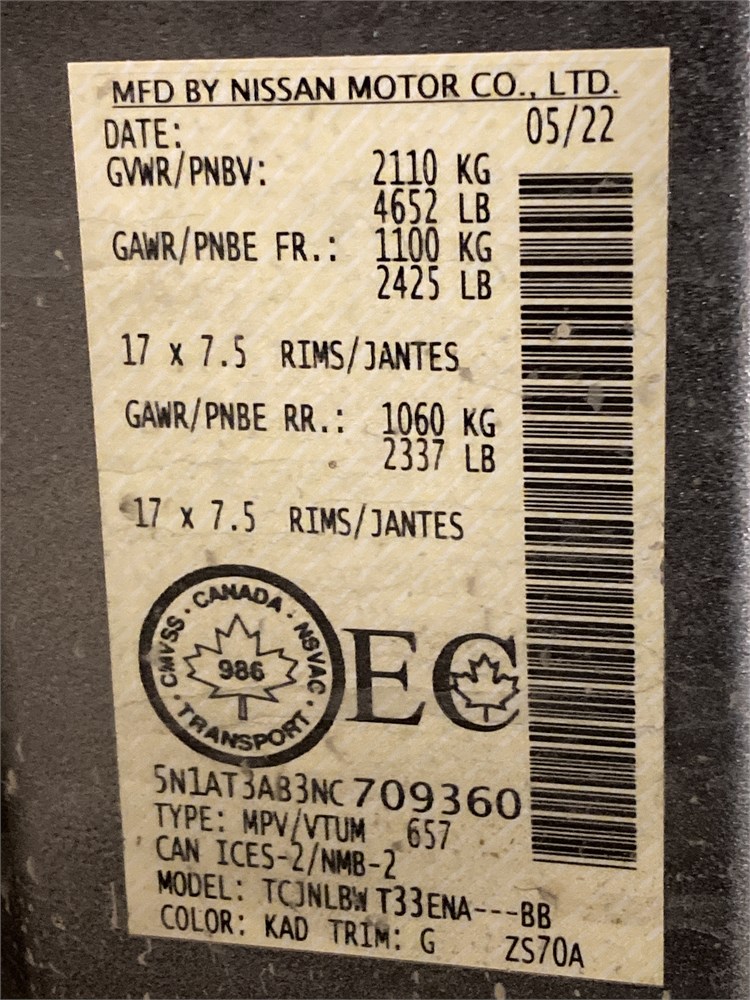 MFD BY NISSAN MOTOR CO., LTD.
DATE: 05/22
GVWR/PNBV: 2110 KG
4652 LB
GAWR/PNBE FR.: 1100 KG
2425 LB
17 x 7.5 RIMS/JANTES
GAWR/PNBE RR.: 1060 KG
2337 LB
17 x 7.5 RIMS/JANTES
CMVSS · CANADA · NSVAC · TRANSPORT ·
986
EC
5N1AT3AB3NC709360
TYPE: MPV/VTUM 657
CAN ICES-2/NMB-2
MODEL: TCJNLBW T33ENA---BB
COLOR: KAD TRIM: G ZS70A